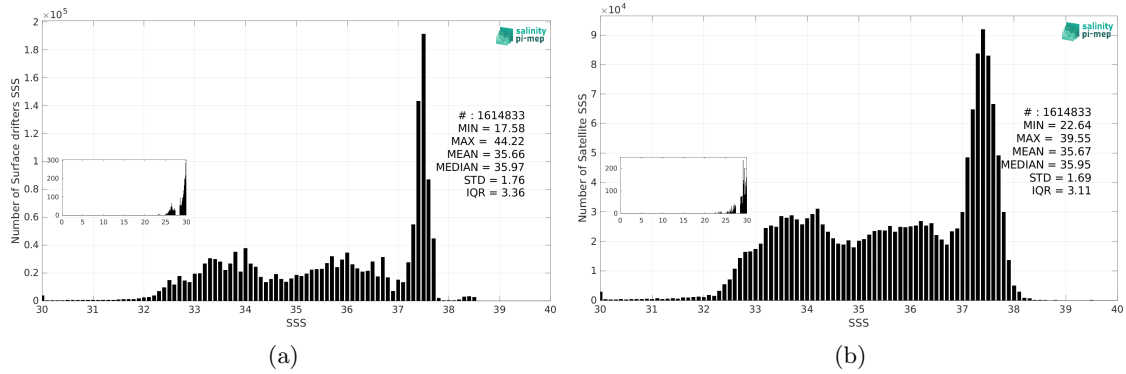 ×10⁵
2
1.8
1.6
1.4
1.2
1
0.8
0.6
0.4
0.2
0
Number of Surface drifters SSS
salinity
pi-mep
# : 1614833
MIN = 17.58
MAX = 44.22
MEAN = 35.66
MEDIAN = 35.97
STD = 1.76
IQR = 3.36
300
200
100
0
0 5 10 15 20 25 30
30 31 32 33 34 35 36 37 38 39 40
SSS
(a)
×10⁴
9
8
7
6
5
4
3
2
1
0
Number of Satellite SSS
salinity
pi-mep
# : 1614833
MIN = 22.64
MAX = 39.55
MEAN = 35.67
MEDIAN = 35.95
STD = 1.69
IQR = 3.11
200
100
0
0 5 10 15 20 25 30
30 31 32 33 34 35 36 37 38 39 40
SSS
(b)